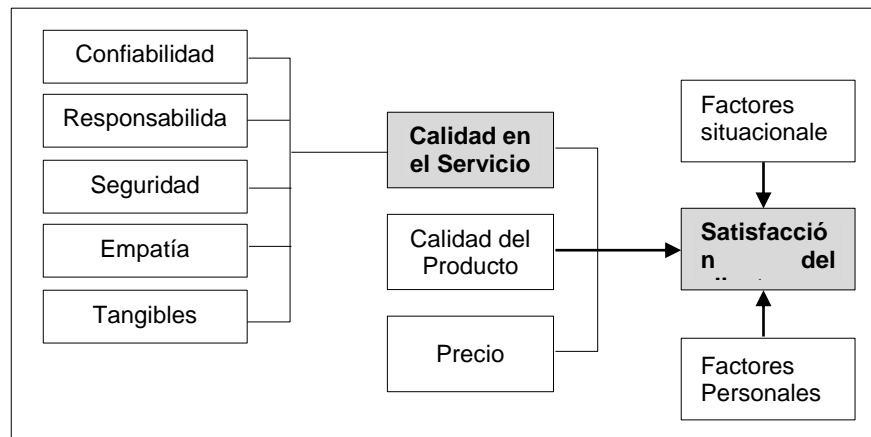 Confiabilidad
Responsabilida
Seguridad
Empatía
Tangibles
Calidad en
el Servicio
Calidad del
Producto
Precio
Factores
situacionale
Satisfacció
n del
Factores
Personales